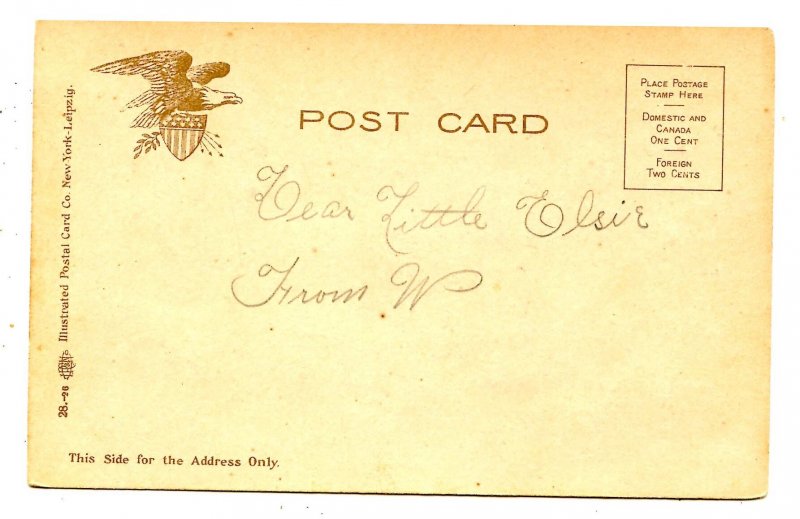 POST CARD
PLACE POSTAGE
STAMP HERE
DOMESTIC AND
CANADA
ONE CENT
FOREIGN
TWO CENTS
Dear Little Elsie
From W
28.-26
Illustrated Postal Card Co. New York-Leipzig.
This Side for the Address Only.